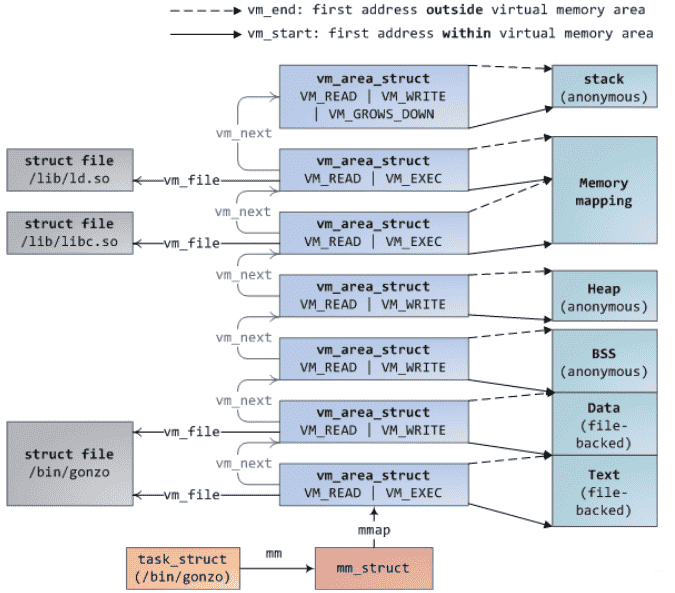 vm_end: first address outside virtual memory area
vm_start: first address within virtual memory area
vm_area_struct
VM_READ | VM_WRITE
| VM_GROWS_DOWN
stack
(anonymous)
vm_next
struct file
/lib/ld.so
vm_file
vm_area_struct
VM_READ | VM_EXEC
Memory
mapping
vm_next
struct file
/lib/libc.so
vm_file
vm_area_struct
VM_READ | VM_EXEC
vm_next
vm_area_struct
VM_READ | VM_WRITE
Heap
(anonymous)
vm_next
vm_area_struct
VM_READ | VM_WRITE
BSS
(anonymous)
vm_next
struct file
/bin/gonzo
vm_file
vm_area_struct
VM_READ | VM_WRITE
Data
(file-
backed)
vm_next
vm_file
vm_area_struct
VM_READ | VM_EXEC
Text
(file-
backed)
mmap
task_struct
(/bin/gonzo)
mm
mm_struct